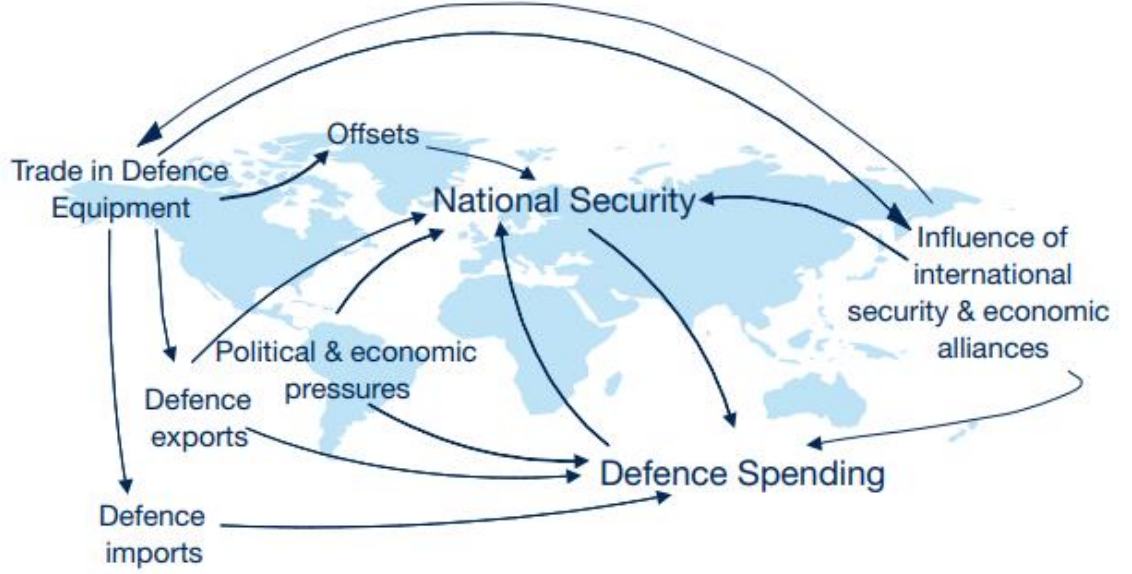 Offsets
Trade in Defence
Equipment
National Security
Influence of
international
security & economic
alliances
Political & economic
pressures
Defence
exports
Defence Spending
Defence
imports